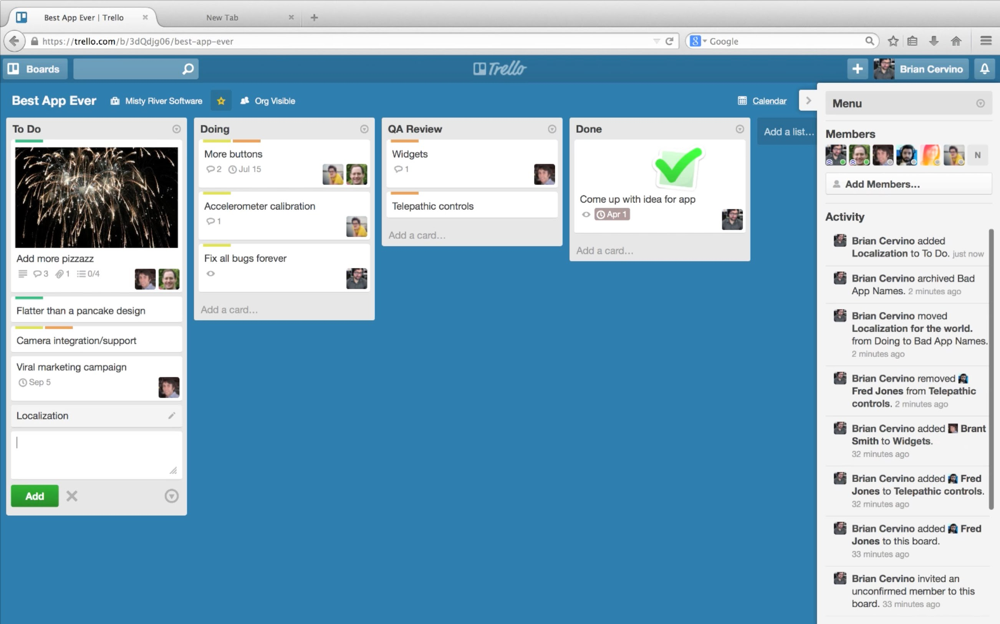 Best App Ever | Trello
New Tab
https://trello.com/b/3dQdjg06/best-app-ever
8
Google
Boards
Trello
Brian Cervino
Best App Ever
Misty River Software
Org Visible
Calendar
To Do
Add more pizzazz
3 1 0/4
Flatter than a pancake design
Camera integration/support
Viral marketing campaign
Sep 5
Localization
Add
Doing
More buttons
2 Jul 15
Accelerometer calibration
1
Fix all bugs forever
Add a card...
QA Review
Widgets
1
Telepathic controls
Add a card...
Done
Come up with idea for app
Apr 1
Add a card...
Add a list...
Menu
Members
N
Add Members...
Activity
Brian Cervino added
Localization to To Do. just now
Brian Cervino archived Bad
App Names. 2 minutes ago
Brian Cervino moved
Localization for the world.
from Doing to Bad App Names.
2 minutes ago
Brian Cervino removed
Fred Jones from Telepathic
controls. 2 minutes ago
Brian Cervino added Brant
Smith to Widgets.
32 minutes ago
Brian Cervino added Fred
Jones to Telepathic controls.
32 minutes ago
Brian Cervino added Fred
Jones to this board.
33 minutes ago
Brian Cervino invited an
unconfirmed member to this
board. 33 minutes ago